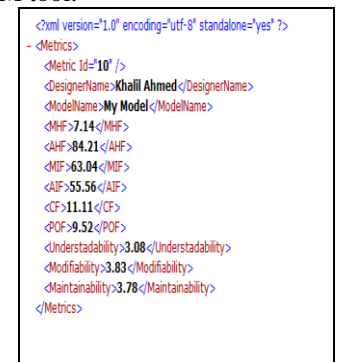 <?xml version="1.0" encoding="utf-8" standalone="yes" ?>
- <Metrics>
<Metric Id="10" />
<DesignerName>Khalil Ahmed</DesignerName>
<ModelName>My Model</ModelName>
<MHF>7.14</MHF>
<AHF>84.21</AHF>
<MIF>63.04</MIF>
<AIF>55.56</AIF>
<CF>11.11</CF>
<POF>9.52</POF>
<Understadability>3.08</Understadability>
<Modifiability>3.83</Modifiability>
<Maintainability>3.78</Maintainability>
</Metrics>